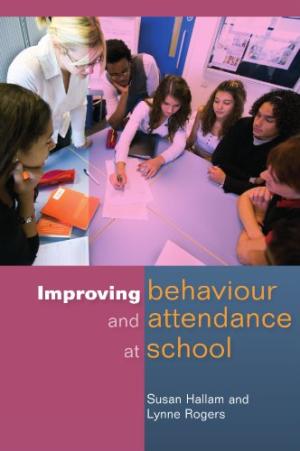 Improving behaviour
and attendance
at school
Susan Hallam and
Lynne Rogers